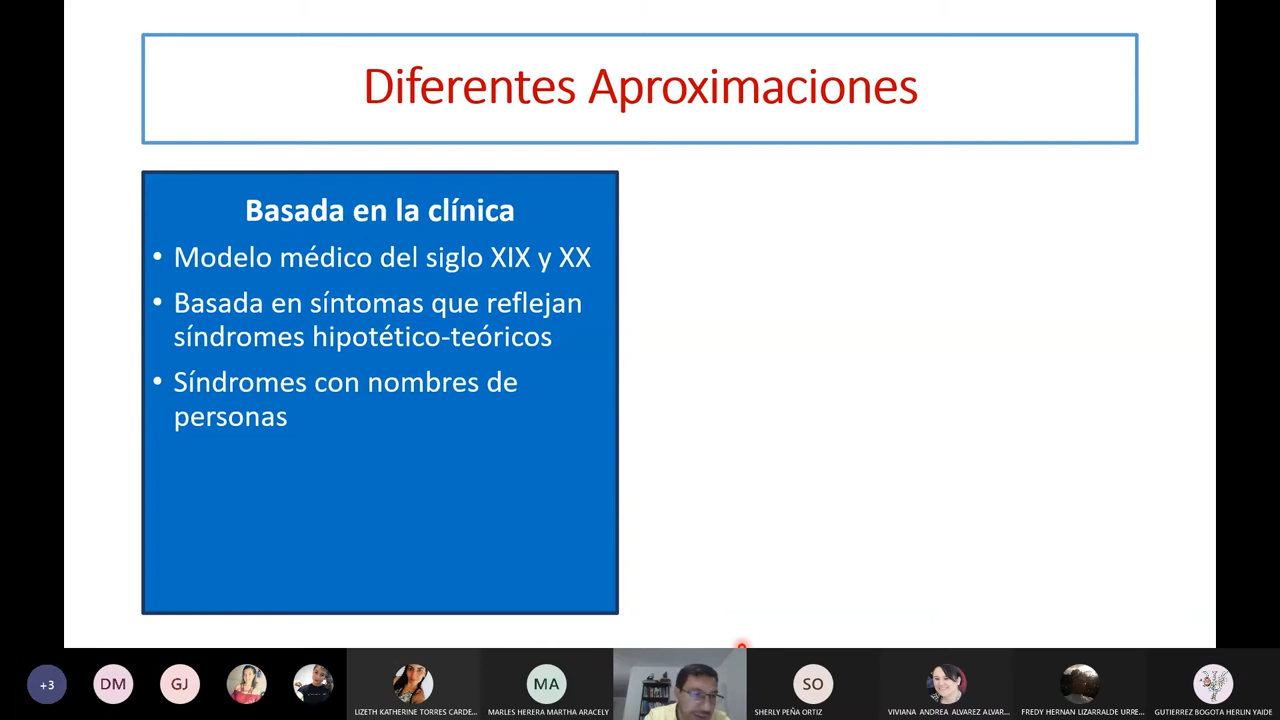 Diferentes Aproximaciones
Basada en la clínica
• Modelo médico del siglo XIX y XX
• Basada en síntomas que reflejan
síndromes hipotético-teóricos
• Síndromes con nombres de
personas
+3
DM
GJ
LIZETH KATHERINE TORRES CARDE...
MA
MARLES HERERA MARTHA ARACELY
SO
SHERLY PEÑA ORTIZ
VIVIANA ANDREA ALVAREZ ALVAR...
FREDY HERNAN LIZARRALDE URRE...
GUTIERREZ BOGOTA HERLIN YAIDE